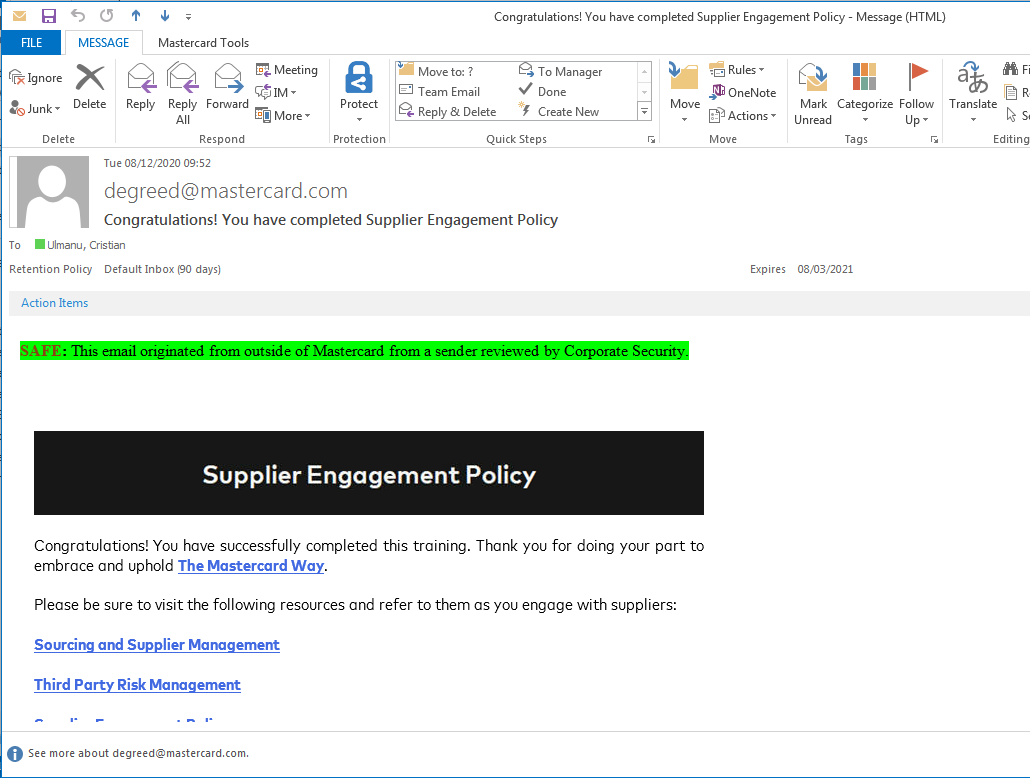 Congratulations! You have completed Supplier Engagement Policy - Message (HTML)
FILE MESSAGE Mastercard Tools
Ignore
Junk
Delete
Reply
Reply All
Forward
Meeting
IM
More
Protect
Move to: ?
Team Email
Reply & Delete
To Manager
Done
Create New
Move
Rules
OneNote
Actions
Mark Unread
Categorize
Follow Up
Translate
Delete Respond Protection Quick Steps Move Tags Editing
Tue 08/12/2020 09:52
degreed@mastercard.com
Congratulations! You have completed Supplier Engagement Policy
To Ulmanu, Cristian
Retention Policy Default Inbox (90 days) Expires 08/03/2021
Action Items
SAFE: This email originated from outside of Mastercard from a sender reviewed by Corporate Security.
Supplier Engagement Policy
Congratulations! You have successfully completed this training. Thank you for doing your part to
embrace and uphold The Mastercard Way.
Please be sure to visit the following resources and refer to them as you engage with suppliers:
Sourcing and Supplier Management
Third Party Risk Management
See more about degreed@mastercard.com.